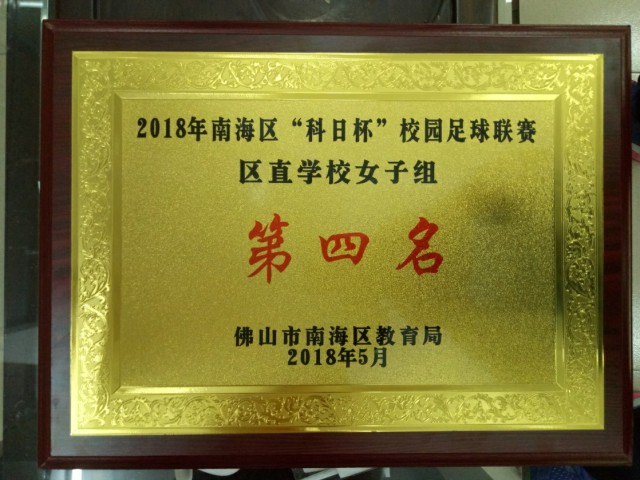 2018年南海区“科日杯”校园足球联赛
区直学校女子组
第四名
佛山市南海区教育局
2018年5月